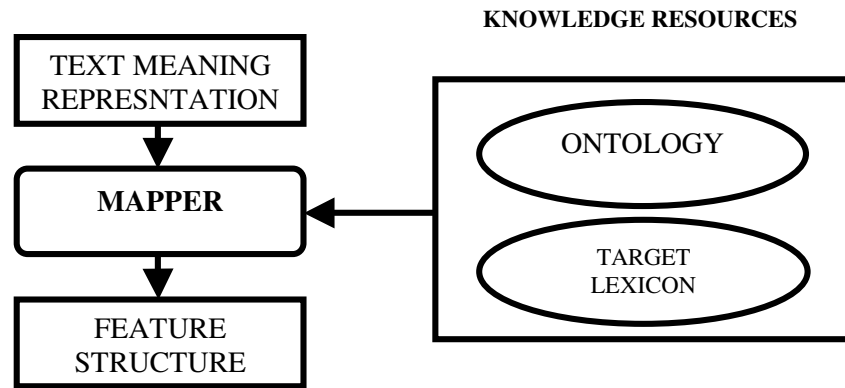 KNOWLEDGE RESOURCES
TEXT MEANING
REPRESNTATION
MAPPER
FEATURE
STRUCTURE
ONTOLOGY
TARGET
LEXICON